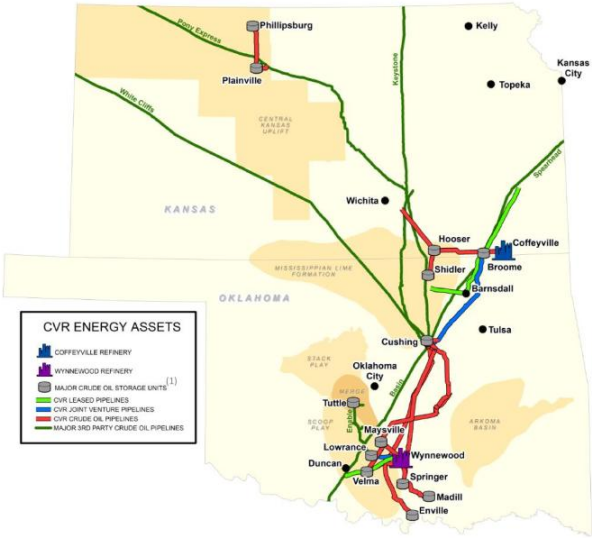 Pony Express
Phillipsburg
Kelly
Keystone
Kansas
City
Plainville
Topeka
White Cliffs
CENTRAL
KANSAS
UPLIFT
Spearhead
Wichita
KANSAS
Hooser
Coffeyville
Broome
MISSISSIPPIAN LIME
FORMATION
Shidler
Barnsdall
OKLAHOMA
Tulsa
Cushing
CVR ENERGY ASSETS
COFFEYVILLE REFINERY
WYNNEWOOD REFINERY
MAJOR CRUDE OIL STORAGE UNITS(1)
CVR LEASED PIPELINES
CVR JOINT VENTURE PIPELINES
CVR CRUDE OIL PIPELINES
MAJOR 3RD PARTY CRUDE OIL PIPELINES
STACK
PLAY
Oklahoma
City
Basin
MERGE
Tuttle
SCOOP
PLAY
ARKOMA
BASIN
Maysville
Lowrance
Wynnewood
Duncan
Velma
Springer
Madill
Enville